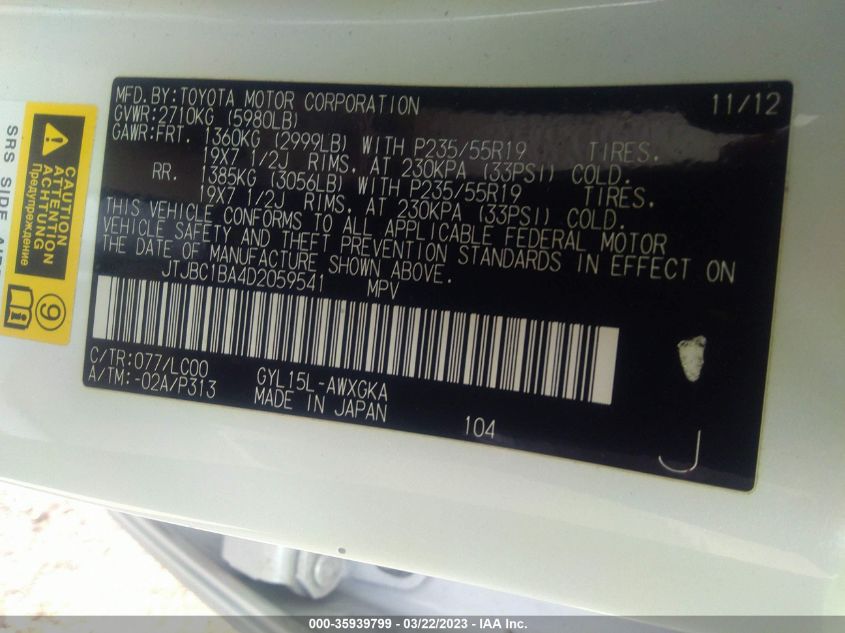 MFD.BY:TOYOTA MOTOR CORPORATION 11/12
GVWR:2710KG (5980LB)
GAWR:FRT. 1360KG (2999LB) WITH P235/55R19 TIRES.
19X7 1/2J RIMS, AT 230KPA (33PSI) COLD.
RR. 1385KG (3056LB) WITH P235/55R19 TIRES.
19X7 1/2J RIMS, AT 230KPA (33PSI) COLD.
THIS VEHICLE CONFORMS TO ALL APPLICABLE FEDERAL MOTOR
VEHICLE SAFETY AND THEFT PREVENTION STANDARDS IN EFFECT ON
THE DATE OF MANUFACTURE SHOWN ABOVE.
JTJBC1BA4D2059541 MPV
C/TR:077/LC00 GYL15L-AWXGKA
A/TM:-02A/P313 MADE IN JAPAN
104
J
CAUTION
ATTENTION
ACHTUNG
Предупреждение
9
SRS SIDE
000-35939799 - 03/22/2023 - IAA Inc.